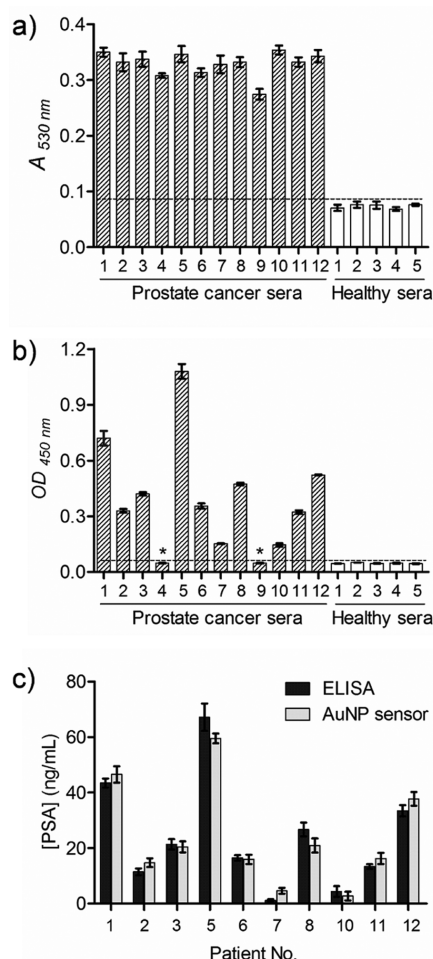 a)
0.4
0.3
0.2
0.1
0.0
A 530 nm
1 2 3 4 5 6 7 8 9 10 11 12 1 2 3 4 5
Prostate cancer sera Healthy sera
b)
1.2
0.9
0.6
0.3
0.0
OD 450 nm
* *
1 2 3 4 5 6 7 8 9 10 11 12 1 2 3 4 5
Prostate cancer sera Healthy sera
c)
80
60
40
20
0
[PSA] (ng/mL)
ELISA
AuNP sensor
1 2 3 5 6 7 8 10 11 12
Patient No.